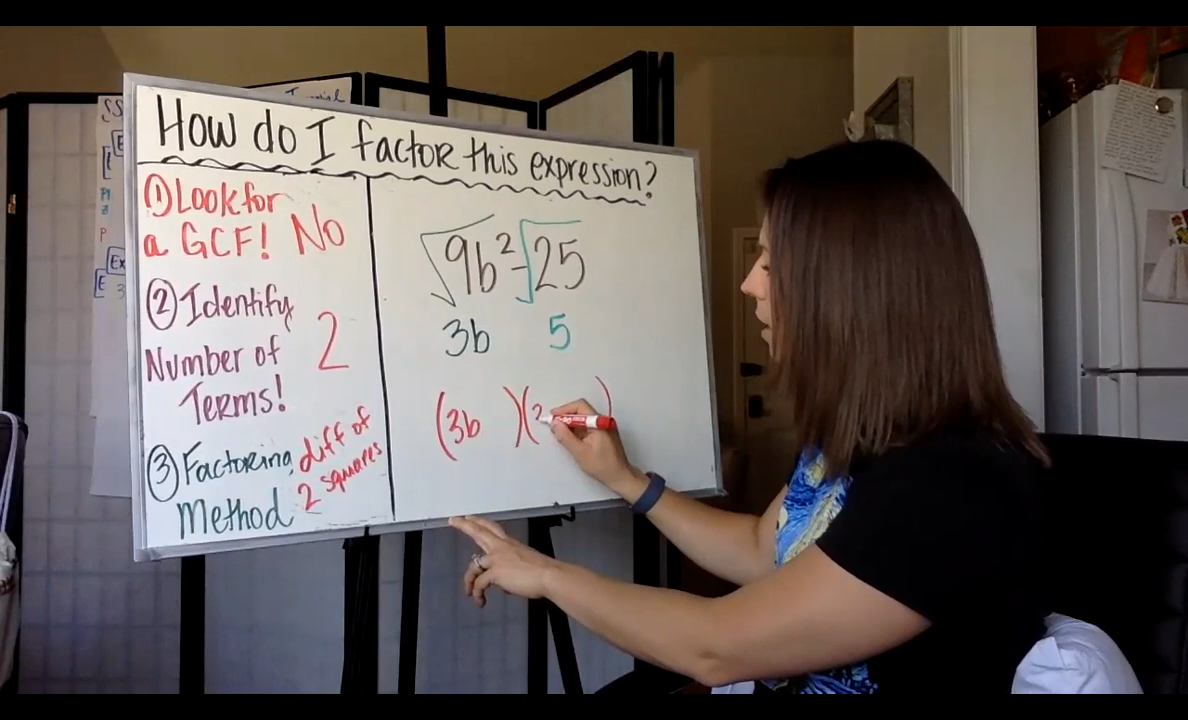 How do I factor this expression?
① Look for
a GCF! No
② Identify
Number of
Terms! 2
③ Factoring
Method
diff of
2 squares
√9b² - √25
3b 5
(3b )( )